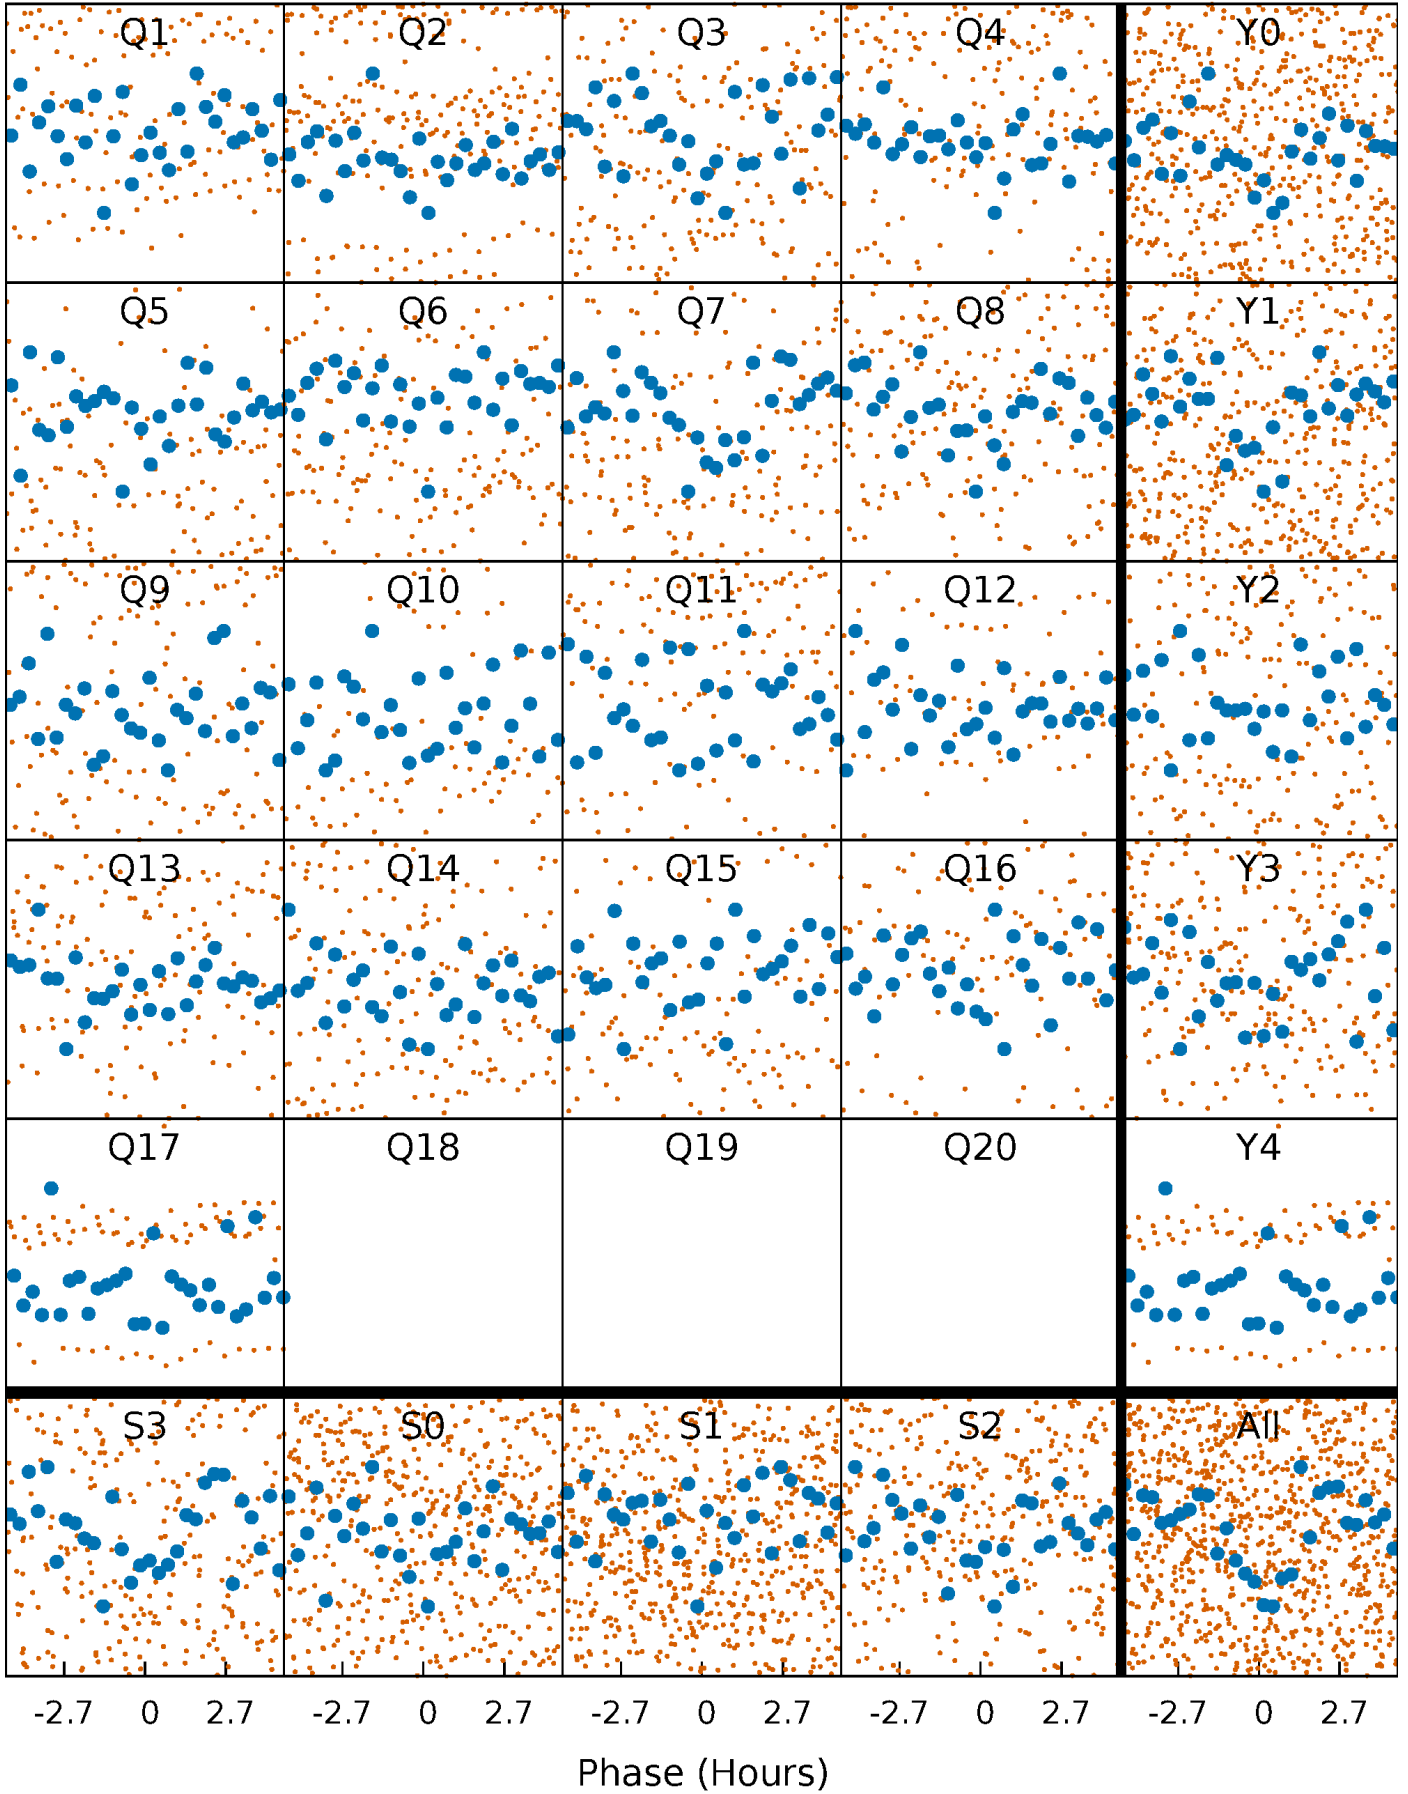 Q1 Q2 Q3 Q4 Y0
Q5 Q6 Q7 Q8 Y1
Q9 Q10 Q11 Q12 Y2
Q13 Q14 Q15 Q16 Y3
Q17 Q18 Q19 Q20 Y4
S3 S0 S1 S2 All
-2.7 0 2.7 -2.7 0 2.7 -2.7 0 2.7 -2.7 0 2.7 -2.7 0 2.7
Phase (Hours)